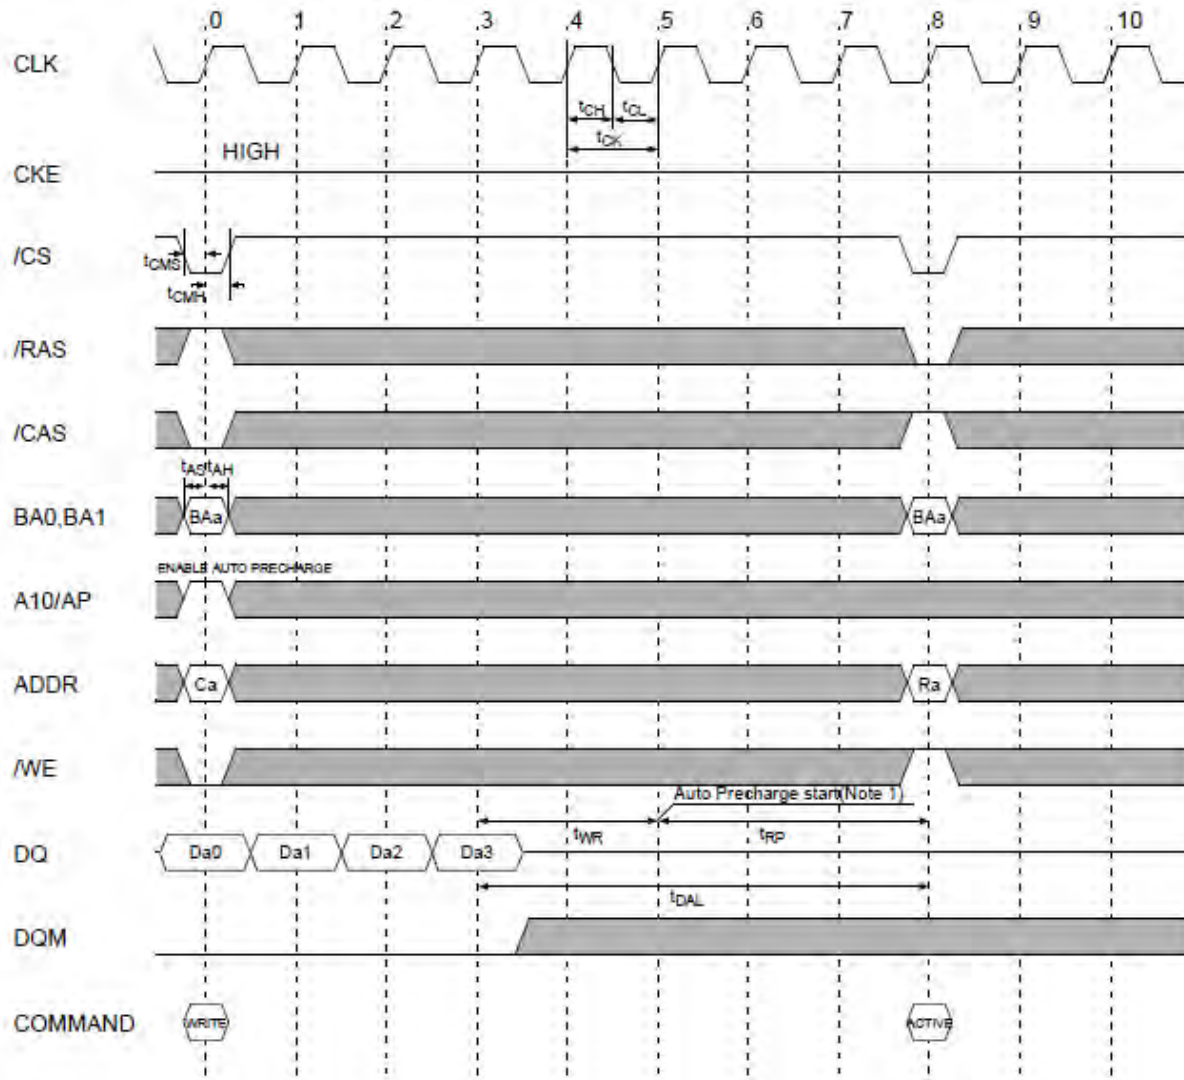 0 1 2 3 4 5 6 7 8 9 10
CLK
tCH tCL
tCK
HIGH
CKE
/CS
tCMS
tCMH
/RAS
/CAS
tAS tAH
BA0,BA1 BAa BAa
ENABLE AUTO PRECHARGE
A10/AP
ADDR Ca Ra
/WE
Auto Precharge start(Note 1)
tWR tRP
DQ Da0 Da1 Da2 Da3
tDAL
DQM
COMMAND WRITE ACTIVE